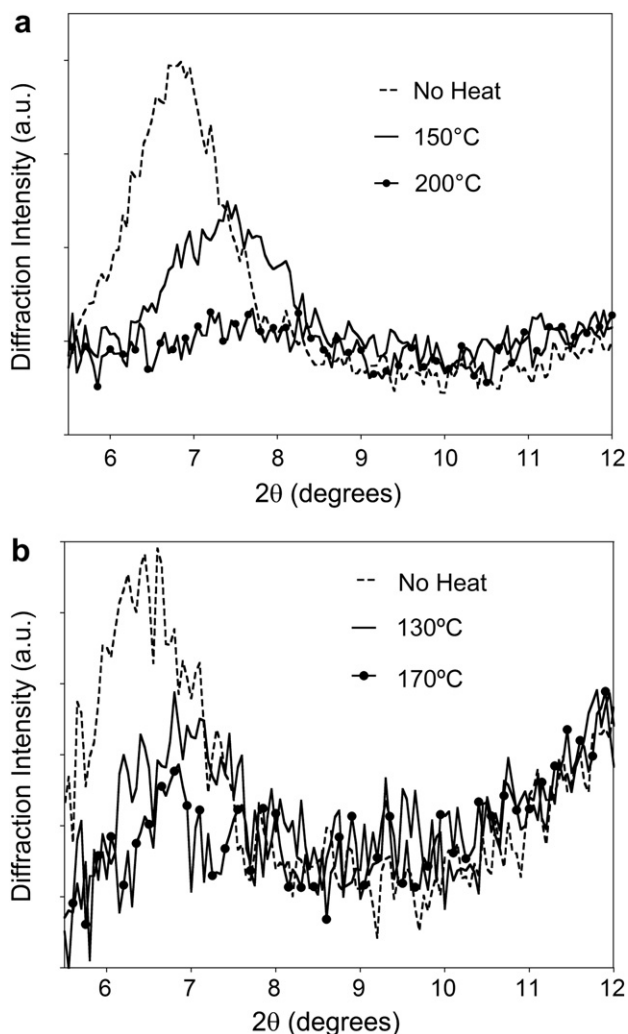 a
Diffraction Intensity (a.u.)
No Heat
150°C
200°C
6 7 8 9 10 11 12
2θ (degrees)
b
Diffraction Intensity (a.u.)
No Heat
130ºC
170ºC
6 7 8 9 10 11 12
2θ (degrees)